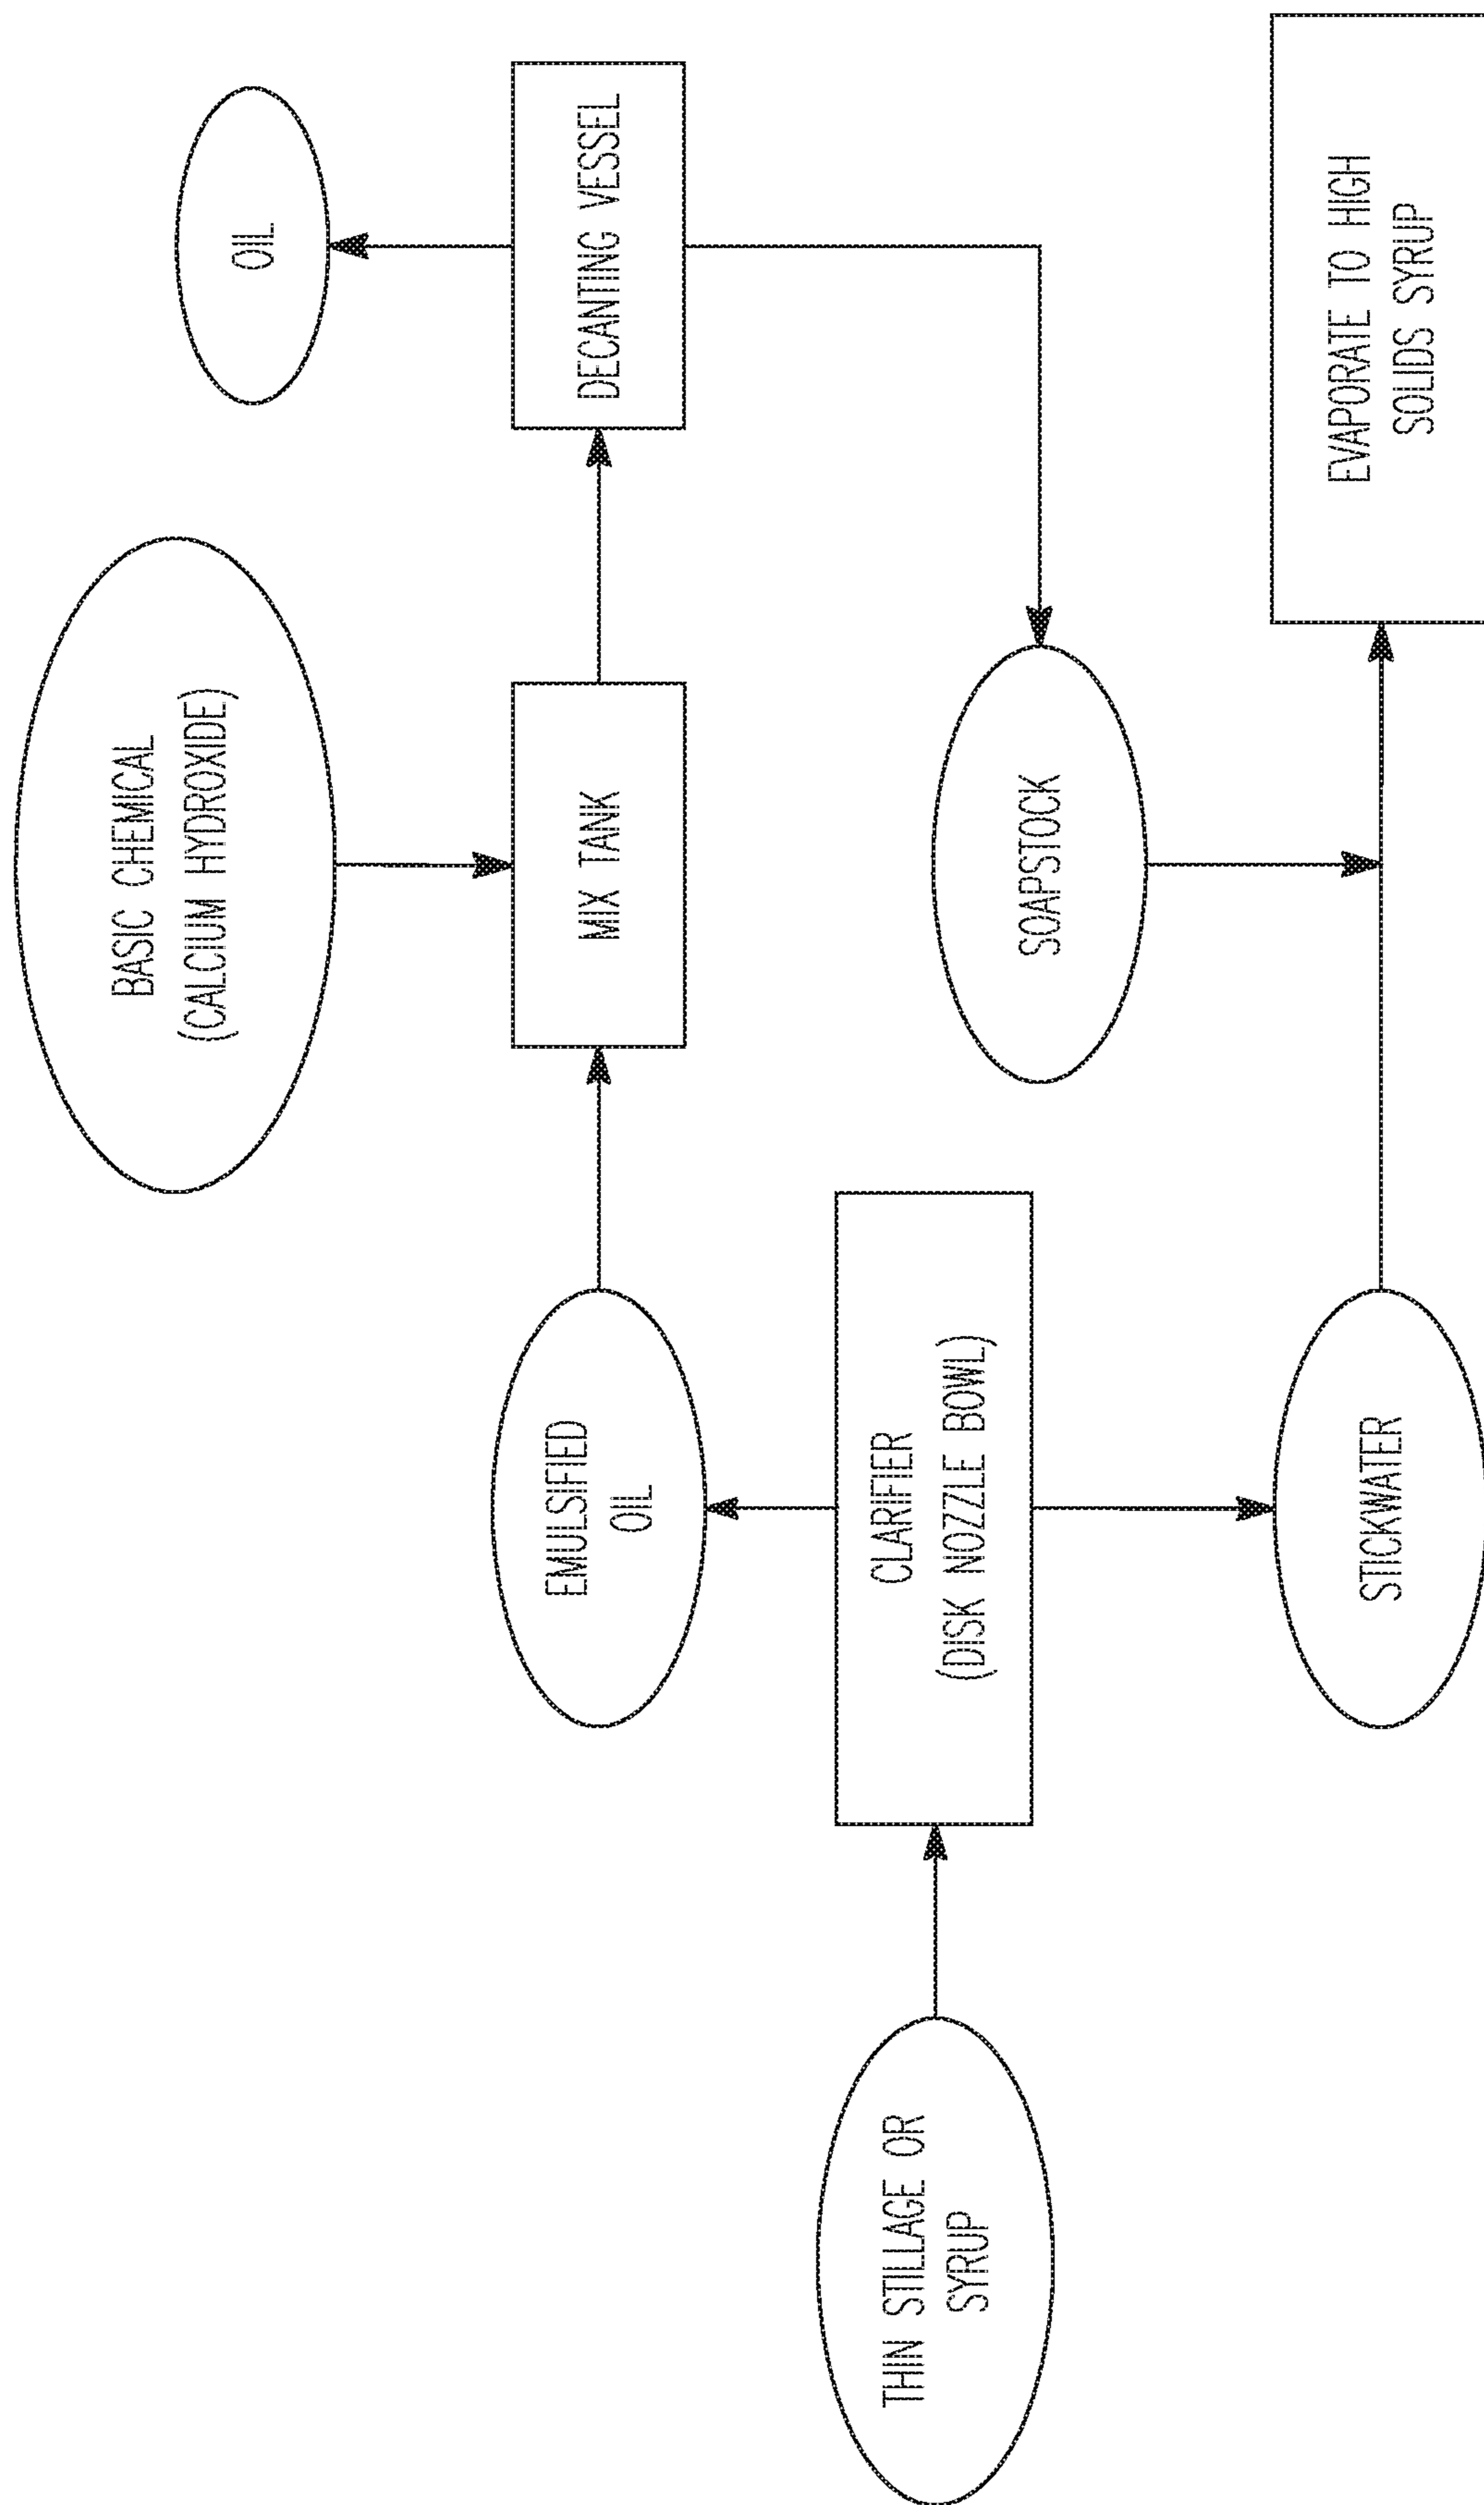 THIN STILLAGE OR
SYRUP
CLARIFIER
(DISK NOZZLE BOWL)
EMULSIFIED
OIL
STICKWATER
BASIC CHEMICAL
(CALCIUM HYDROXIDE)
MIX TANK
SOAPSTOCK
OIL
DECANTING VESSEL
EVAPORATE TO HIGH
SOLIDS SYRUP